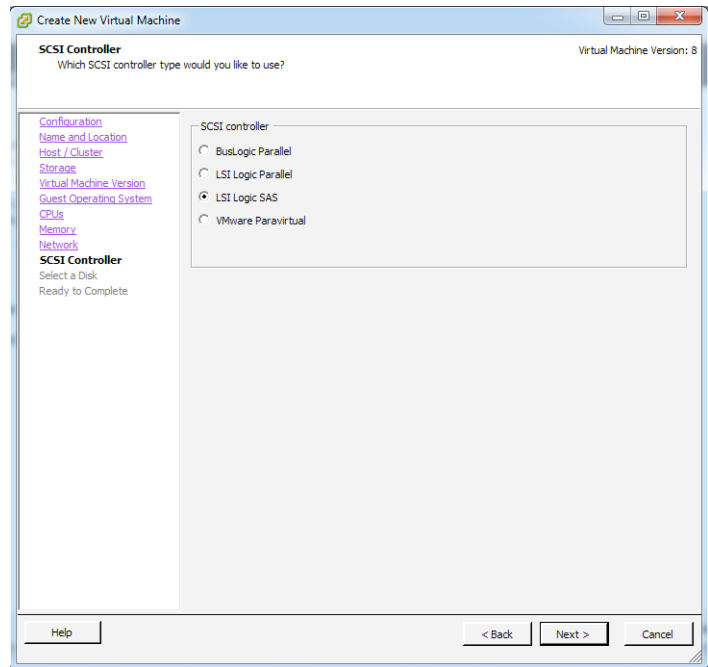 Create New Virtual Machine
SCSI Controller
Which SCSI controller type would you like to use?
Virtual Machine Version: 8
Configuration
Name and Location
Host / Cluster
Storage
Virtual Machine Version
Guest Operating System
CPUs
Memory
Network
SCSI Controller
Select a Disk
Ready to Complete
SCSI controller
BusLogic Parallel
LSI Logic Parallel
LSI Logic SAS
VMware Paravirtual
Help
< Back
Next >
Cancel